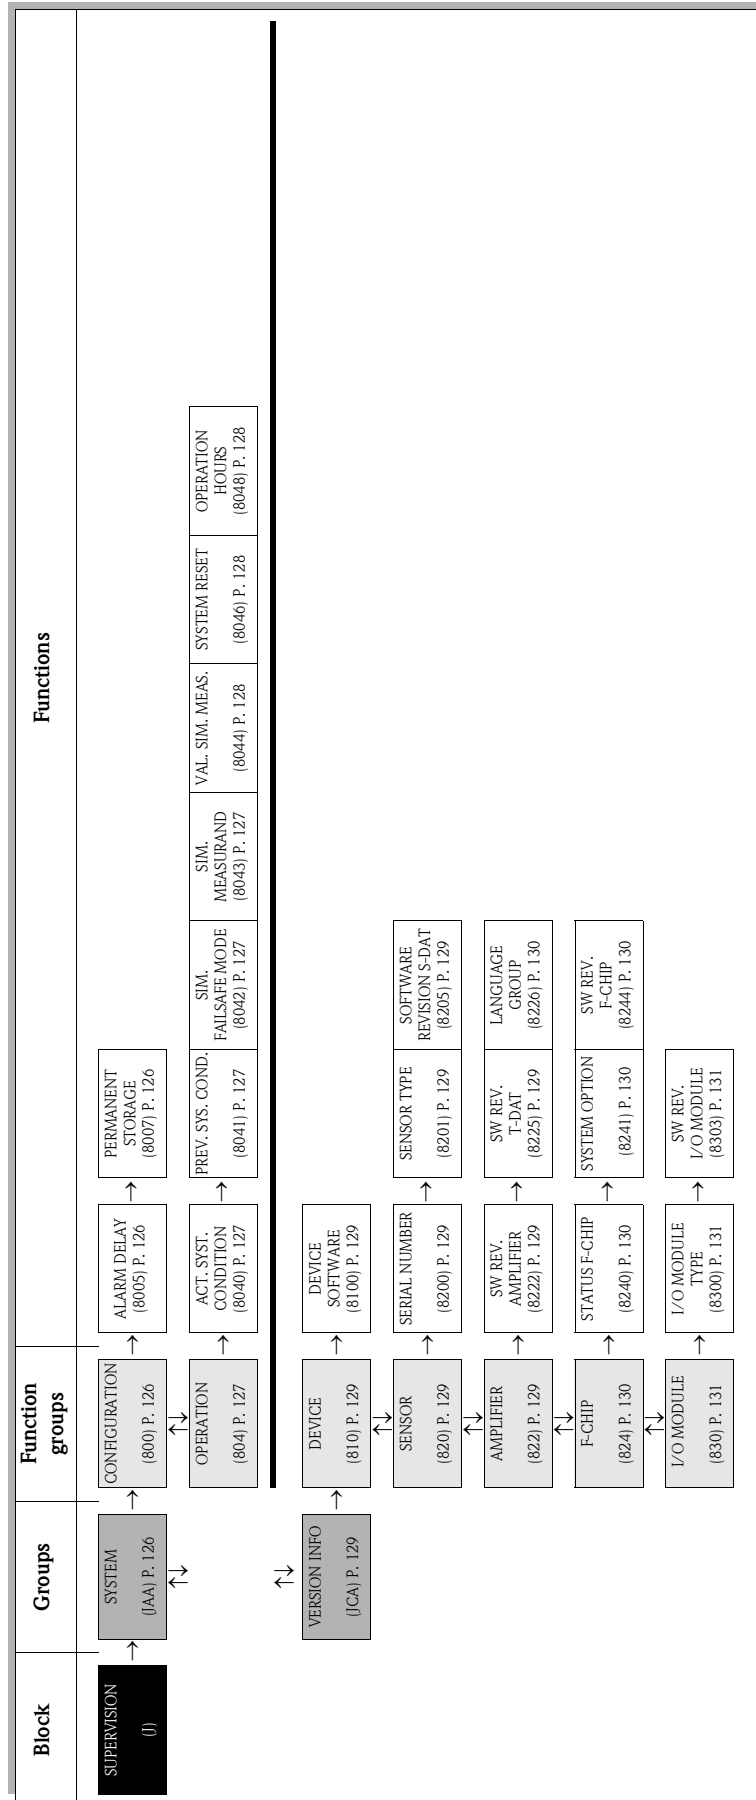 Block
Groups
Function
groups
Functions
SUPERVISION
(J)
SYSTEM
(JAA) P. 126
CONFIGURATION
(800) P. 126
ALARM DELAY
(8005) P. 126
PERMANENT
STORAGE
(8007) P. 126
OPERATION
(804) P. 127
ACT. SYST.
CONDITION
(8040) P. 127
PREV. SYS. COND.
(8041) P. 127
SIM.
FAILSAFE MODE
(8042) P. 127
SIM.
MEASURAND
(8043) P. 127
VAL. SIM. MEAS.
(8044) P. 128
SYSTEM RESET
(8046) P. 128
OPERATION
HOURS
(8048) P. 128
VERSION INFO
(JCA) P. 129
DEVICE
(810) P. 129
DEVICE
SOFTWARE
(8100) P. 129
SENSOR
(820) P. 129
SERIAL NUMBER
(8200) P. 129
SENSOR TYPE
(8201) P. 129
SOFTWARE
REVISION S-DAT
(8205) P. 129
AMPLIFIER
(822) P. 129
SW REV.
AMPLIFIER
(8222) P. 129
SW REV.
T-DAT
(8225) P. 129
LANGUAGE
GROUP
(8226) P. 130
F-CHIP
(824) P. 130
STATUS F-CHIP
(8240) P. 130
SYSTEM OPTION
(8241) P. 130
SW REV.
F-CHIP
(8244) P. 130
I/O MODULE
(830) P. 131
I/O MODULE
TYPE
(8300) P. 131
SW REV.
I/O MODULE
(8303) P. 131